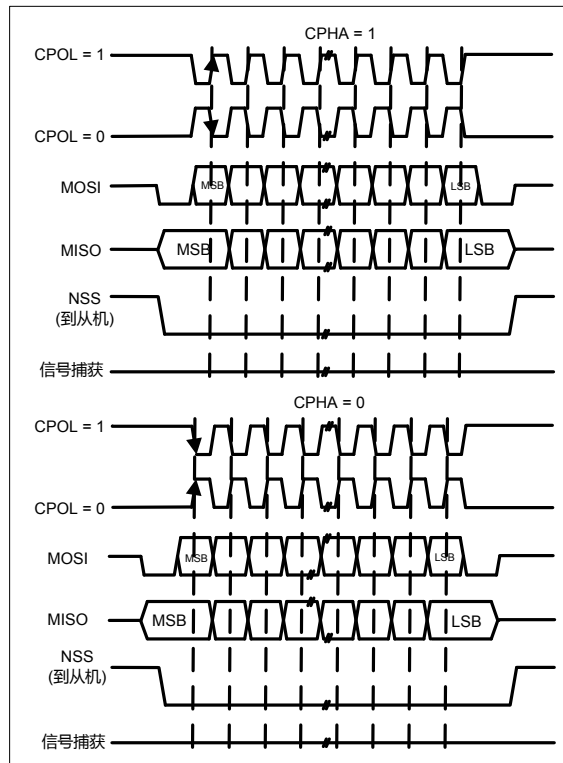 CPHA = 1
CPOL = 1
CPOL = 0
MOSI MSB LSB
MISO MSB LSB
NSS
(到从机)
信号捕获
CPHA = 0
CPOL = 1
CPOL = 0
MOSI MSB LSB
MISO MSB LSB
NSS
(到从机)
信号捕获